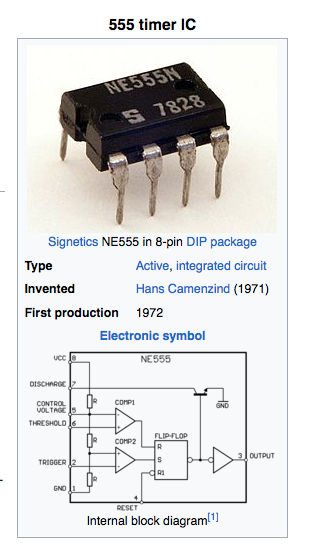 555 timer IC
NE555N
S 7828
Signetics NE555 in 8-pin DIP package
Type Active, integrated circuit
Invented Hans Camenzind (1971)
First production 1972
Electronic symbol
VCC 8 NE555
DISCHARGE 7
GND
CONTROL
VOLTAGE 5 R COMP1
THRESHOLD 6
FLIP-FLOP
R COMP2 R
TRIGGER 2 S 3 OUTPUT
R1
GND 1 R
4
RESET
Internal block diagram[1]